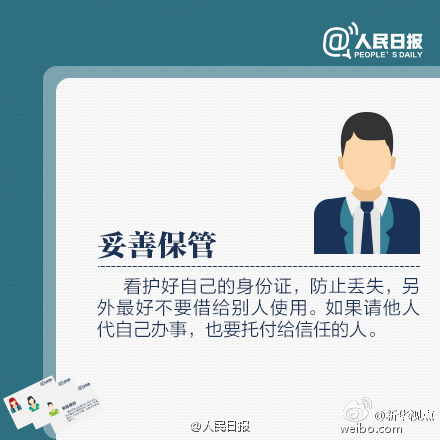 @人民日报
PEOPLE'S DAILY
妥善保管
看护好自己的身份证，防止丢失，另
外最好不要借给别人使用。如果请他人
代自己办事，也要托付给信任的人。
@人民日报
@新华视点
weibo.com